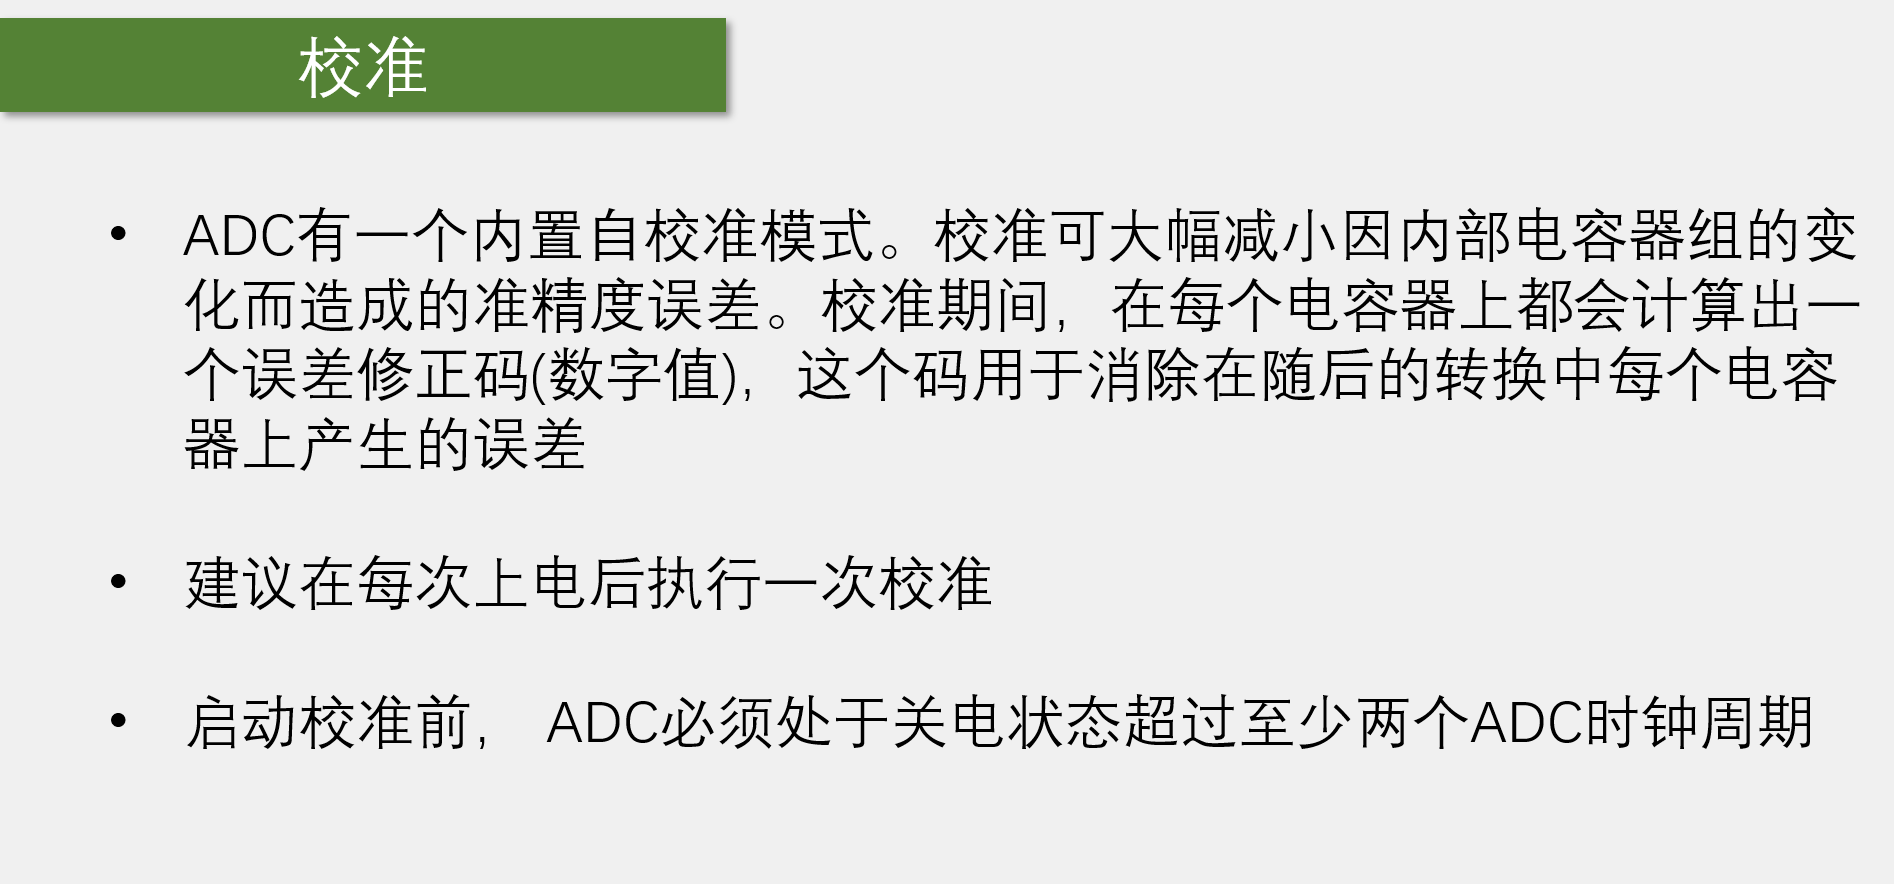 校准
• ADC有一个内置自校准模式。校准可大幅减小因内部电容器组的变
化而造成的准精度误差。校准期间，在每个电容器上都会计算出一
个误差修正码(数字值)，这个码用于消除在随后的转换中每个电容
器上产生的误差
• 建议在每次上电后执行一次校准
• 启动校准前， ADC必须处于关电状态超过至少两个ADC时钟周期